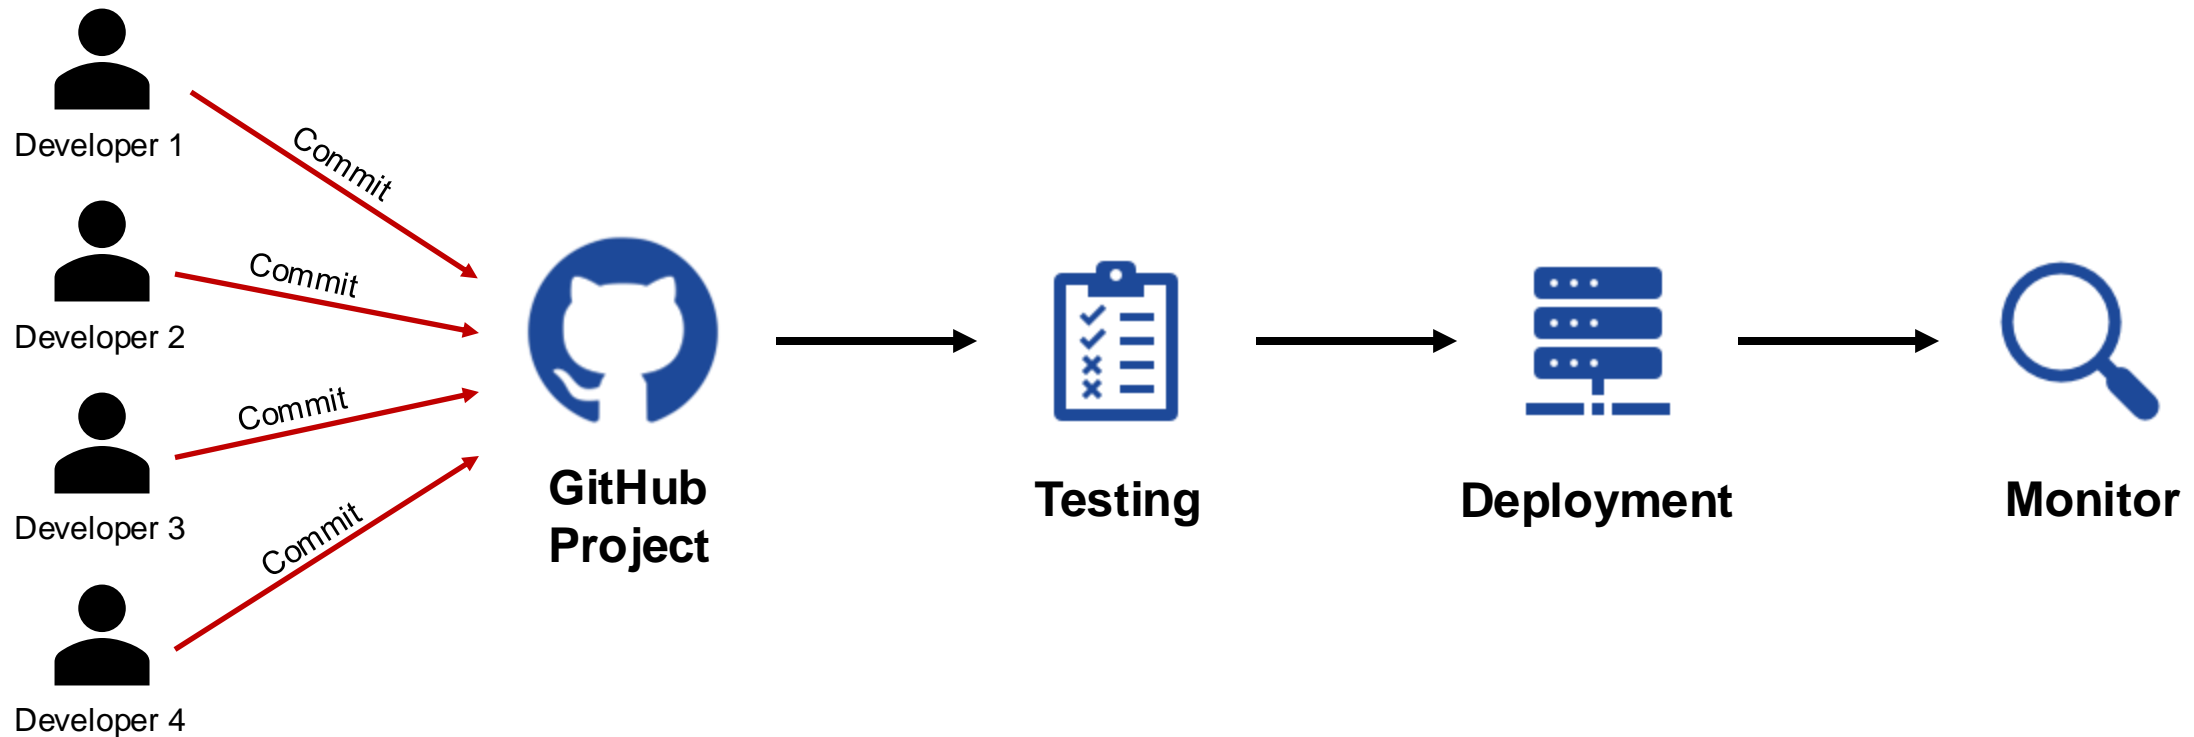 Developer 1
Commit
Developer 2
Commit
Developer 3
Commit
Developer 4
Commit
GitHub
Project
Testing
Deployment
Monitor